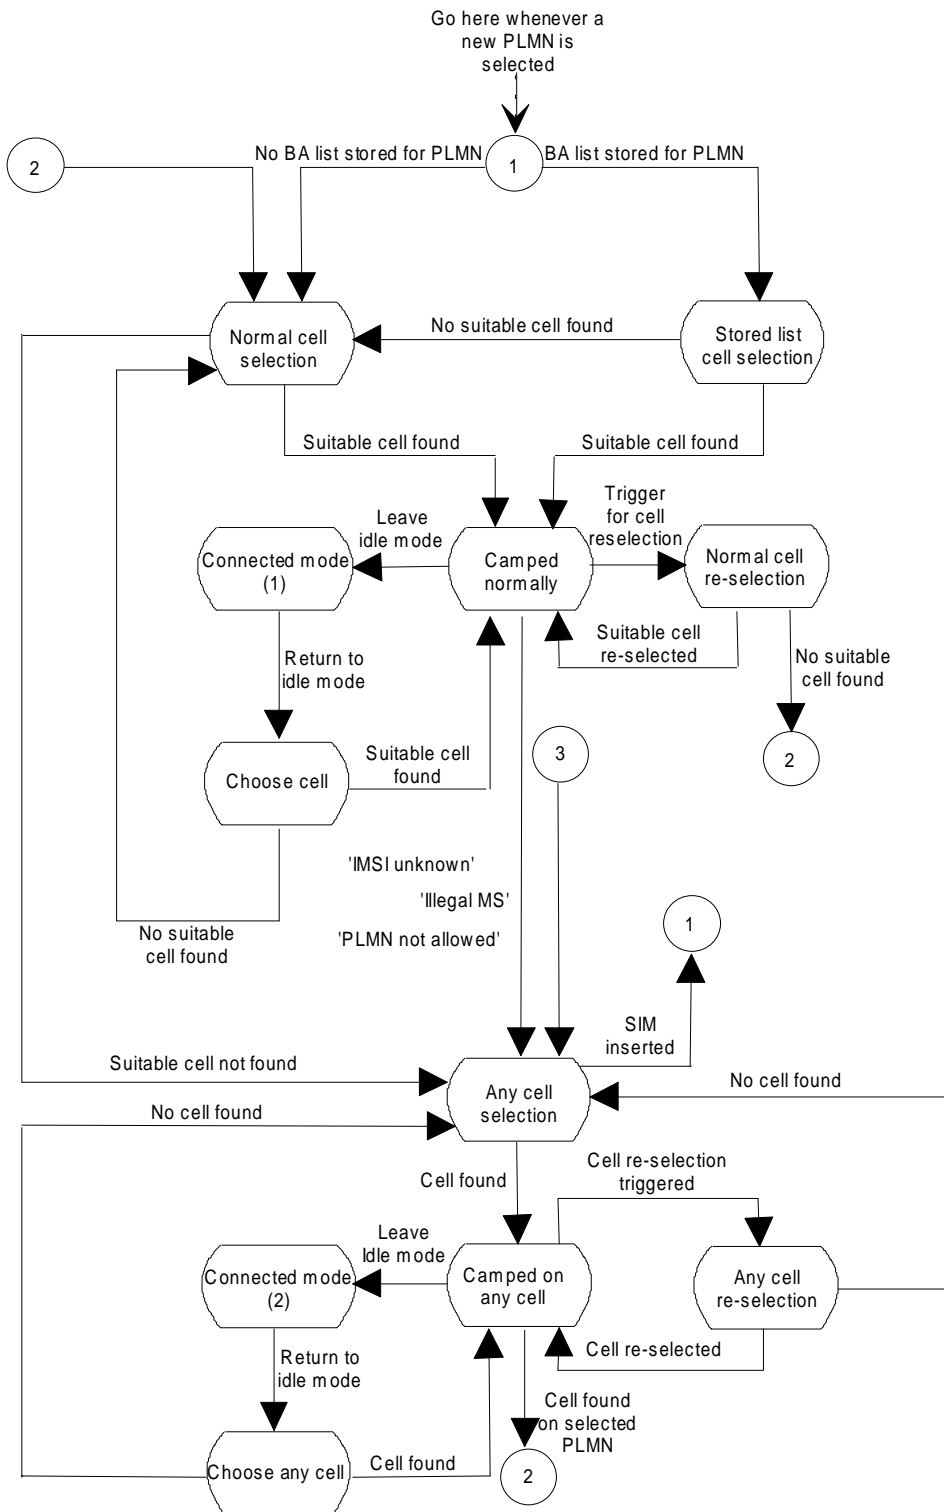 Go here whenever a
new PLMN is
selected
2
No BA list stored for PLMN
1
BA list stored for PLMN
Normal cell
selection
No suitable cell found
Stored list
cell selection
Suitable cell found
Suitable cell found
Leave
idle mode
Trigger
for cell
reselection
Connected mode
(1)
Camped
normally
Normal cell
re-selection
Suitable cell
re-selected
Return to
idle mode
No suitable
cell found
Choose cell
Suitable cell
found
3
2
'IMSI unknown'
'Illegal MS'
'PLMN not allowed'
No suitable
cell found
1
SIM
inserted
Suitable cell not found
Any cell
selection
No cell found
No cell found
Cell found
Cell re-selection
triggered
Leave
Idle mode
Connected mode
(2)
Camped on
any cell
Any cell
re-selection
Return to
idle mode
Cell re-selected
Cell found
on selected
PLMN
Choose any cell
Cell found
2